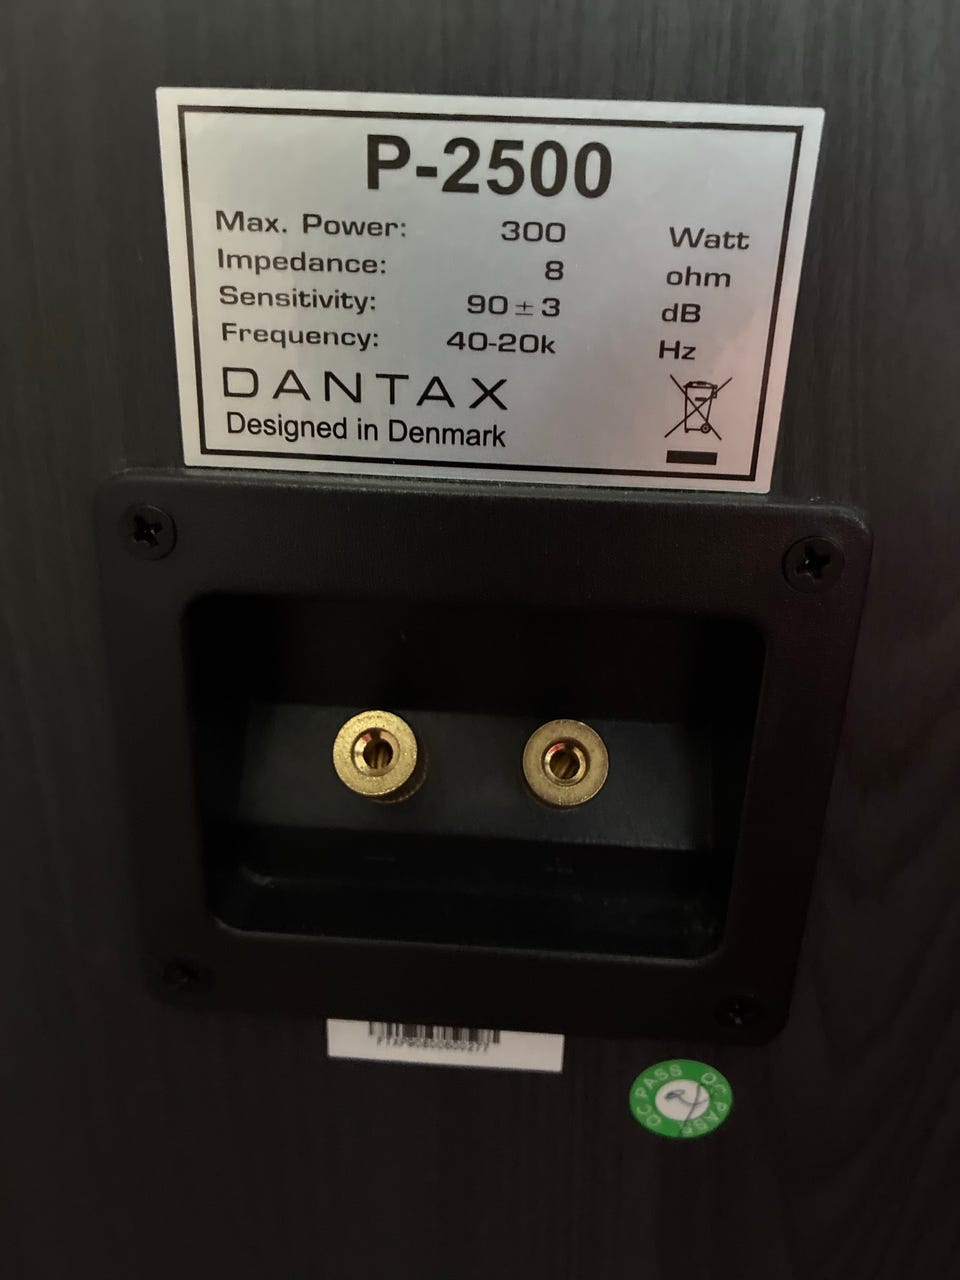 P-2500
Max. Power: 300 Watt
Impedance: 8 ohm
Sensitivity: 90±3 dB
Frequency: 40-20k Hz
DANTAX
Designed in Denmark
- +
QC PASS QC PASS